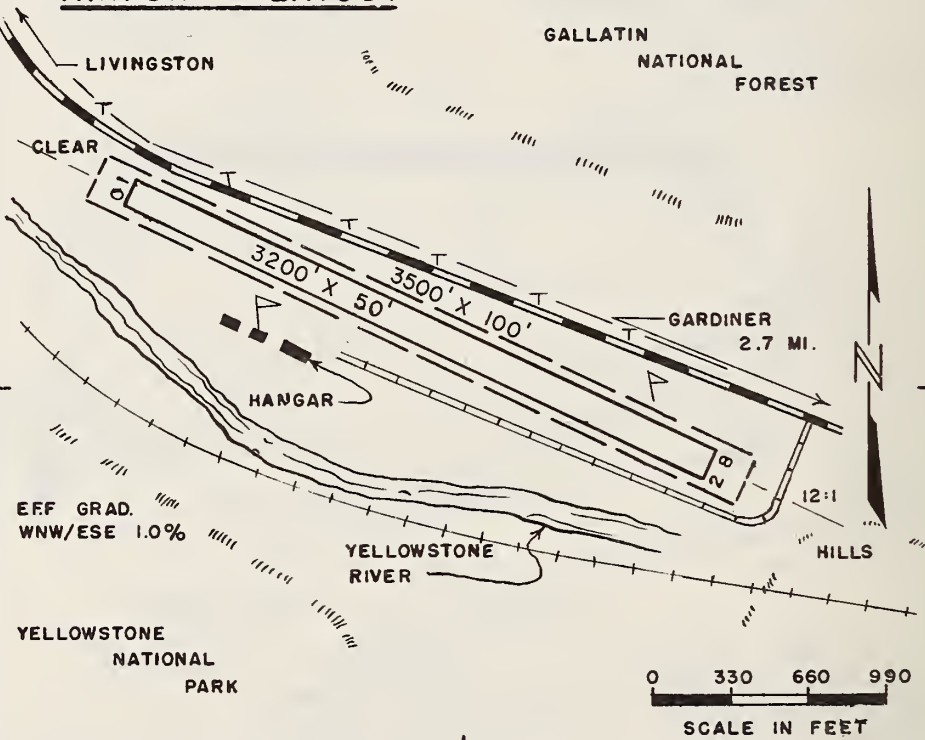 LIVINGSTON
GALLATIN
NATIONAL
FOREST
CLEAR
10
3200' X 50'
3500' X 100'
GARDINER
2.7 MI.
HANGAR
N
28
12:1
EFF GRAD.
WNW/ESE 1.0%
HILLS
YELLOWSTONE
RIVER
YELLOWSTONE
NATIONAL
PARK
0 330 660 990
SCALE IN FEET